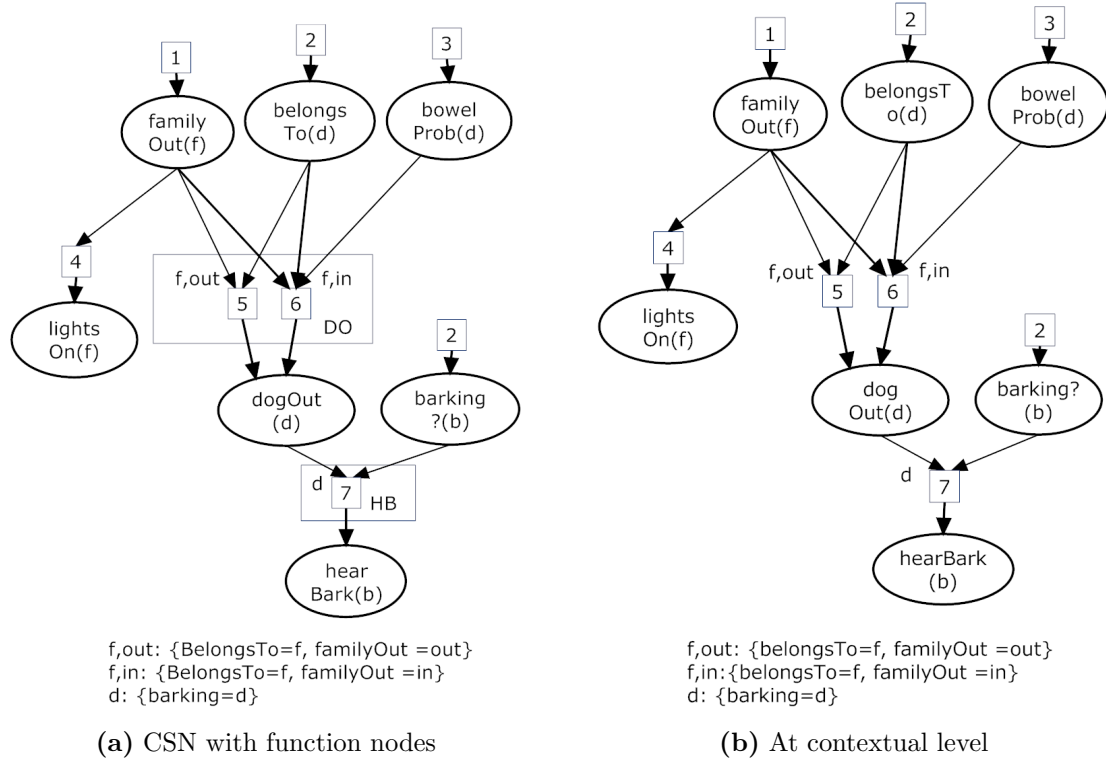 1
2
3
family
Out(f)
belongs
To(d)
bowel
Prob(d)
4
f,out
f,in
5
6
DO
lights
On(f)
2
dogOut
(d)
barking
?(b)
d
7
HB
hear
Bark(b)
f,out: {BelongsTo=f, familyOut =out}
f,in: {BelongsTo=f, familyOut =in}
d: {barking=d}
(a) CSN with function nodes
1
2
3
family
Out(f)
belongsT
o(d)
bowel
Prob(d)
4
f,out
f,in
5
6
lights
On(f)
2
dog
Out(d)
barking?
(b)
d
7
hearBark
(b)
f,out: {belongsTo=f, familyOut =out}
f,in:{belongsTo=f, familyOut =in}
d: {barking=d}
(b) At contextual level